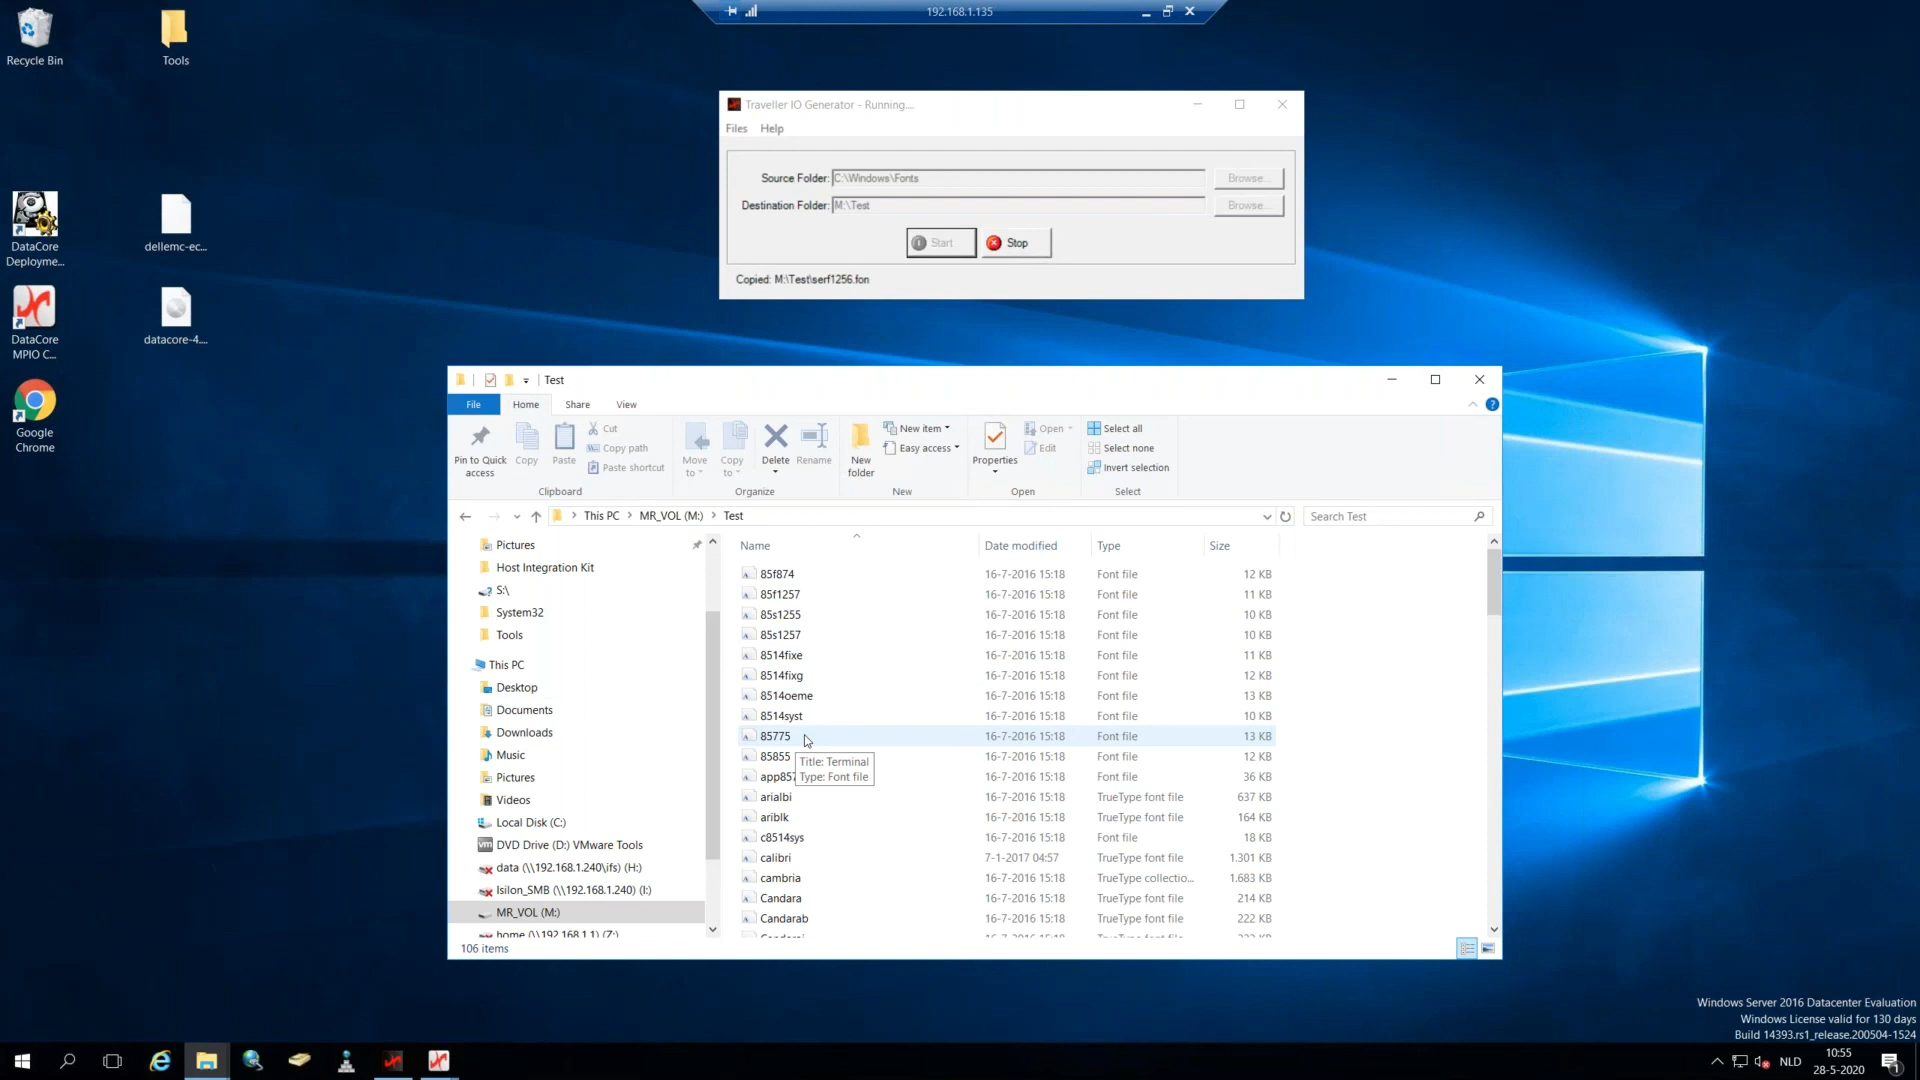 192.168.1.135
Recycle Bin
Tools
DataCore
Deployme...
dellemc-ec...
DataCore
MPIO C...
datacore-4....
Google
Chrome
Traveller IO Generator - Running....
Files Help
Source Folder: C:\Windows\Fonts Browse...
Destination Folder: M:\Test Browse...
Start Stop
Copied: M:\Test\serf1256.fon
Test
File Home Share View
Pin to Quick
access
Copy
Paste
Cut
Copy path
Paste shortcut
Clipboard
Move
to
Copy
to
Delete
Rename
Organize
New
folder
New item
Easy access
New
Properties
Open
Edit
Open
Select all
Select none
Invert selection
Select
This PC > MR_VOL (M:) > Test
Search Test
Pictures
Host Integration Kit
S:\
System32
Tools
This PC
Desktop
Documents
Downloads
Music
Pictures
Videos
Local Disk (C:)
DVD Drive (D:) VMware Tools
data (\\192.168.1.240\ifs) (H:)
Isilon_SMB (\\192.168.1.240) (I:)
MR_VOL (M:)
home (\\192.168.1.1) (Z:)
Name Date modified Type Size
85f874 16-7-2016 15:18 Font file 12 KB
85f1257 16-7-2016 15:18 Font file 11 KB
85s1255 16-7-2016 15:18 Font file 10 KB
85s1257 16-7-2016 15:18 Font file 10 KB
8514fixe 16-7-2016 15:18 Font file 11 KB
8514fixg 16-7-2016 15:18 Font file 12 KB
8514oeme 16-7-2016 15:18 Font file 13 KB
8514syst 16-7-2016 15:18 Font file 10 KB
85775 16-7-2016 15:18 Font file 13 KB
85855 16-7-2016 15:18 Font file 12 KB
app857 16-7-2016 15:18 Font file 36 KB
Title: Terminal
Type: Font file
arialbi 16-7-2016 15:18 TrueType font file 637 KB
ariblk 16-7-2016 15:18 TrueType font file 164 KB
c8514sys 16-7-2016 15:18 Font file 18 KB
calibri 7-1-2017 04:57 TrueType font file 1.301 KB
cambria 16-7-2016 15:18 TrueType collectio... 1.683 KB
Candara 16-7-2016 15:18 TrueType font file 214 KB
Candarab 16-7-2016 15:18 TrueType font file 222 KB
106 items
Windows Server 2016 Datacenter Evaluation
Windows License valid for 130 days
Build 14393.rs1_release.200504-1524
NLD
10:55
28-5-2020
1